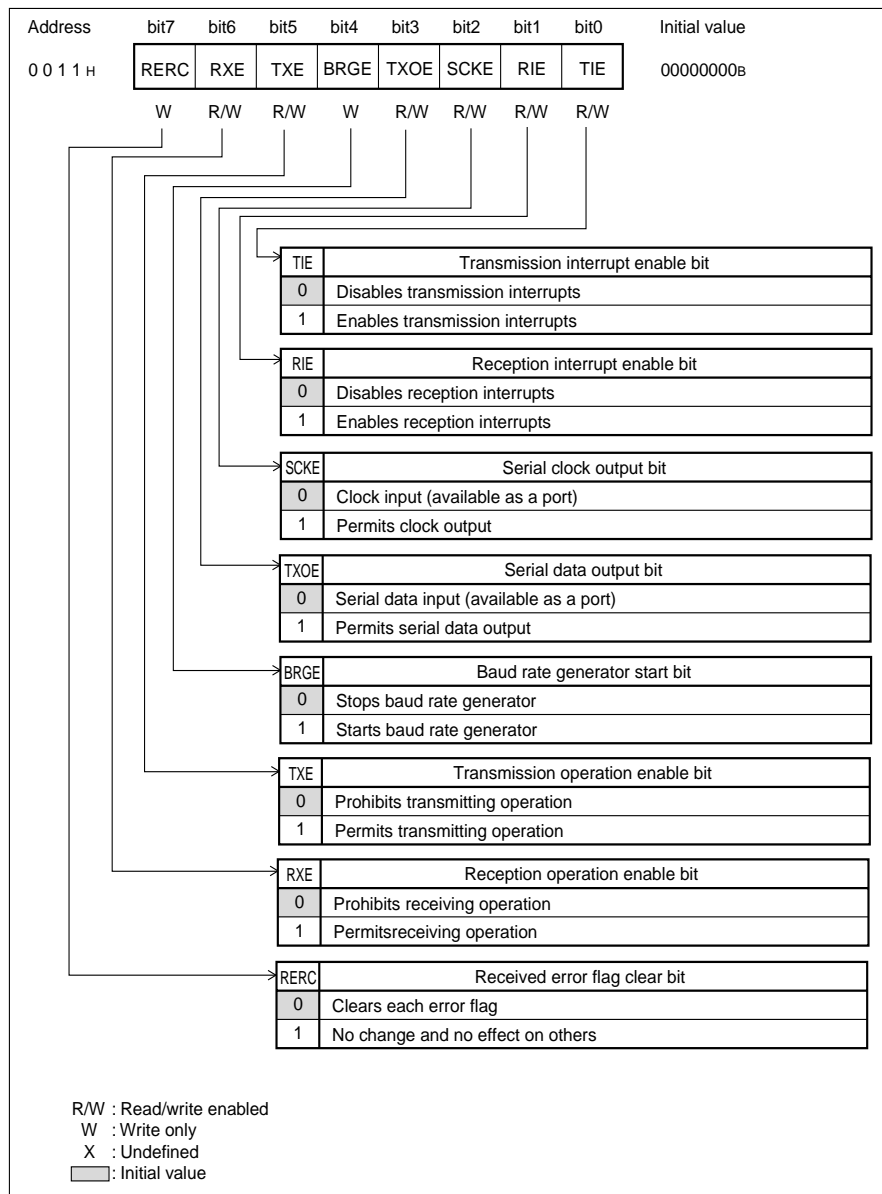 Address bit7 bit6 bit5 bit4 bit3 bit2 bit1 bit0 Initial value
0 0 1 1 H RERC RXE TXE BRGE TXOE SCKE RIE TIE 00000000B
W R/W R/W W R/W R/W R/W R/W
TIE Transmission interrupt enable bit
0 Disables transmission interrupts
1 Enables transmission interrupts
RIE Reception interrupt enable bit
0 Disables reception interrupts
1 Enables reception interrupts
SCKE Serial clock output bit
0 Clock input (available as a port)
1 Permits clock output
TXOE Serial data output bit
0 Serial data input (available as a port)
1 Permits serial data output
BRGE Baud rate generator start bit
0 Stops baud rate generator
1 Starts baud rate generator
TXE Transmission operation enable bit
0 Prohibits transmitting operation
1 Permits transmitting operation
RXE Reception operation enable bit
0 Prohibits receiving operation
1 Permitsreceiving operation
RERC Received error flag clear bit
0 Clears each error flag
1 No change and no effect on others
R/W : Read/write enabled
W : Write only
X : Undefined
: Initial value